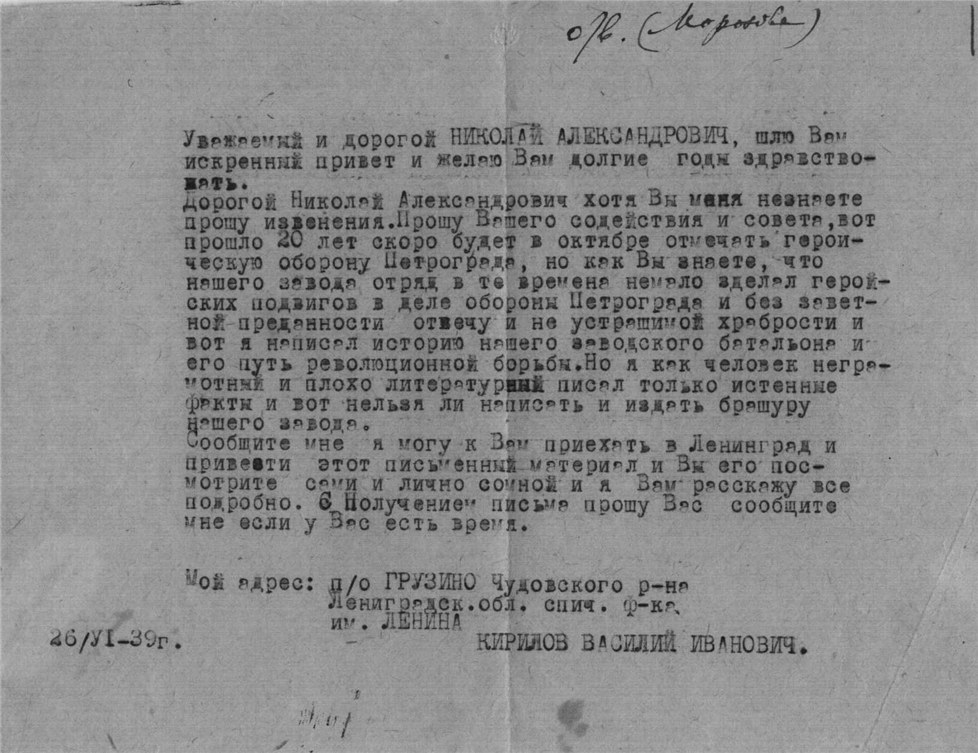 о/в. (Морозова)
Уважаемый и дорогой НИКОЛАЙ АЛЕКСАНДРОВИЧ, шлю Вам
искренный привет и желаю Вам долгие годы здравство-
вать.
Дорогой Николай Александрович хотя Вы меня незнаете
прошу извенения.Прошу Вашего содействия и совета,вот
прошло 20 лет скоро будет в октябре отмечать герои-
ческую оборону Петрограда, но как Вы знаете, что
нашего завода отряд в те времена немало зделал герой-
ских подвигов в деле обороны Петрограда и без завет-
ной преданности отвечу и не устрашимой храбрости и
вот я написал историю нашего заводского батальона и
его путь революционной борьбы.Но я как человек негра-
мотный и плохо литературный писал только истенные
факты и вот нельзя ли написать и издать брашуру
нашего завода.
Сообщите мне я могу к Вам приехать в Ленинград и
привезти этот письменный материал и Вы его пос-
мотрите сами и лично сомной и я Вам расскажу все
подробно. С Получением письма прошу Вас сообщите
мне если у Вас есть время.
Мой адрес: п/о ГРУЗИНО Чудовского р-на
Лениградск.обл. спич. ф-ка,
им. ЛЕНИНА
26/УІ-39г.
КИРИЛОВ ВАСИЛИЙ ИВАНОВИЧ.